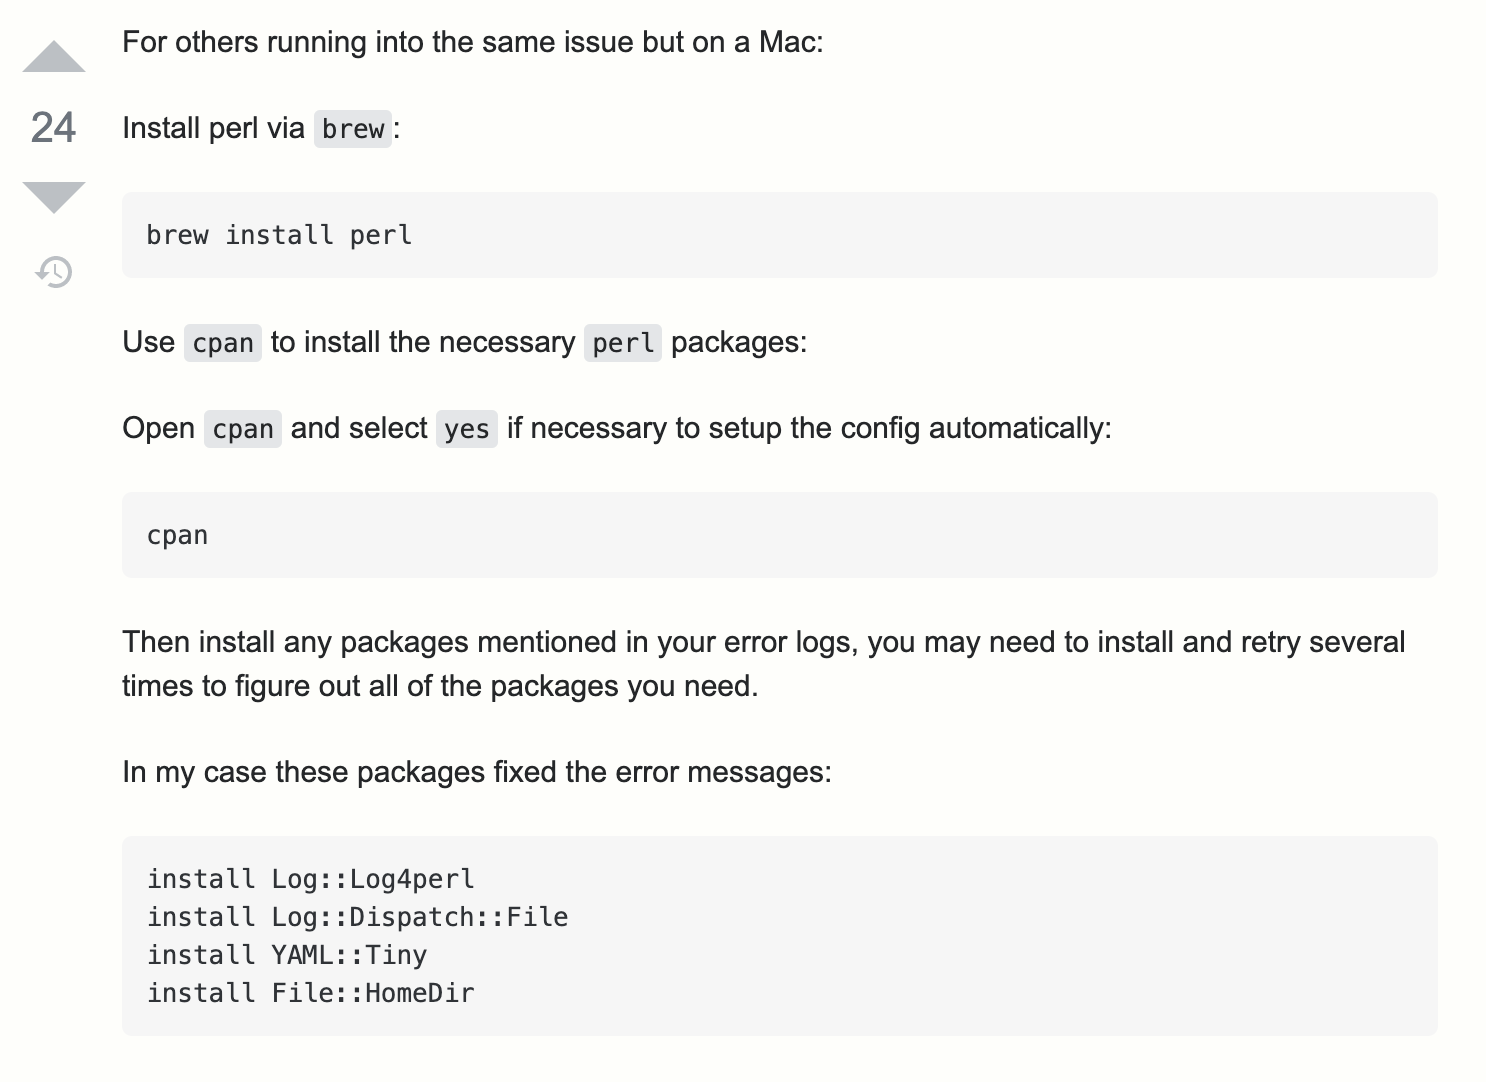 For others running into the same issue but on a Mac:
24
Install perl via brew:
brew install perl
Use cpan to install the necessary perl packages:
Open cpan and select yes if necessary to setup the config automatically:
cpan
Then install any packages mentioned in your error logs, you may need to install and retry several
times to figure out all of the packages you need.
In my case these packages fixed the error messages:
install Log::Log4perl
install Log::Dispatch::File
install YAML::Tiny
install File::HomeDir